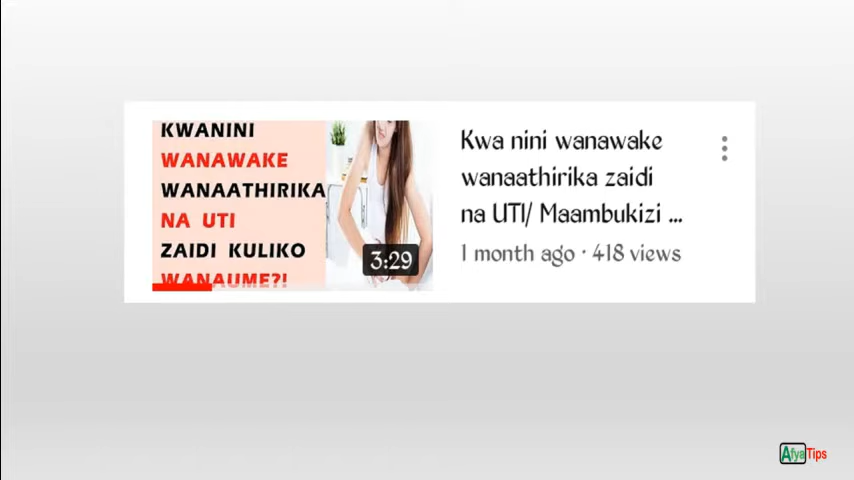 KWANINI
WANAWAKE
WANAATHIRIKA
NA UTI
ZAIDI KULIKO
WANAUME?!
3:29
Kwa nini wanawake
wanaathirika zaidi
na UTI/ Maambukizi ...
1 month ago · 418 views
AfyaTips